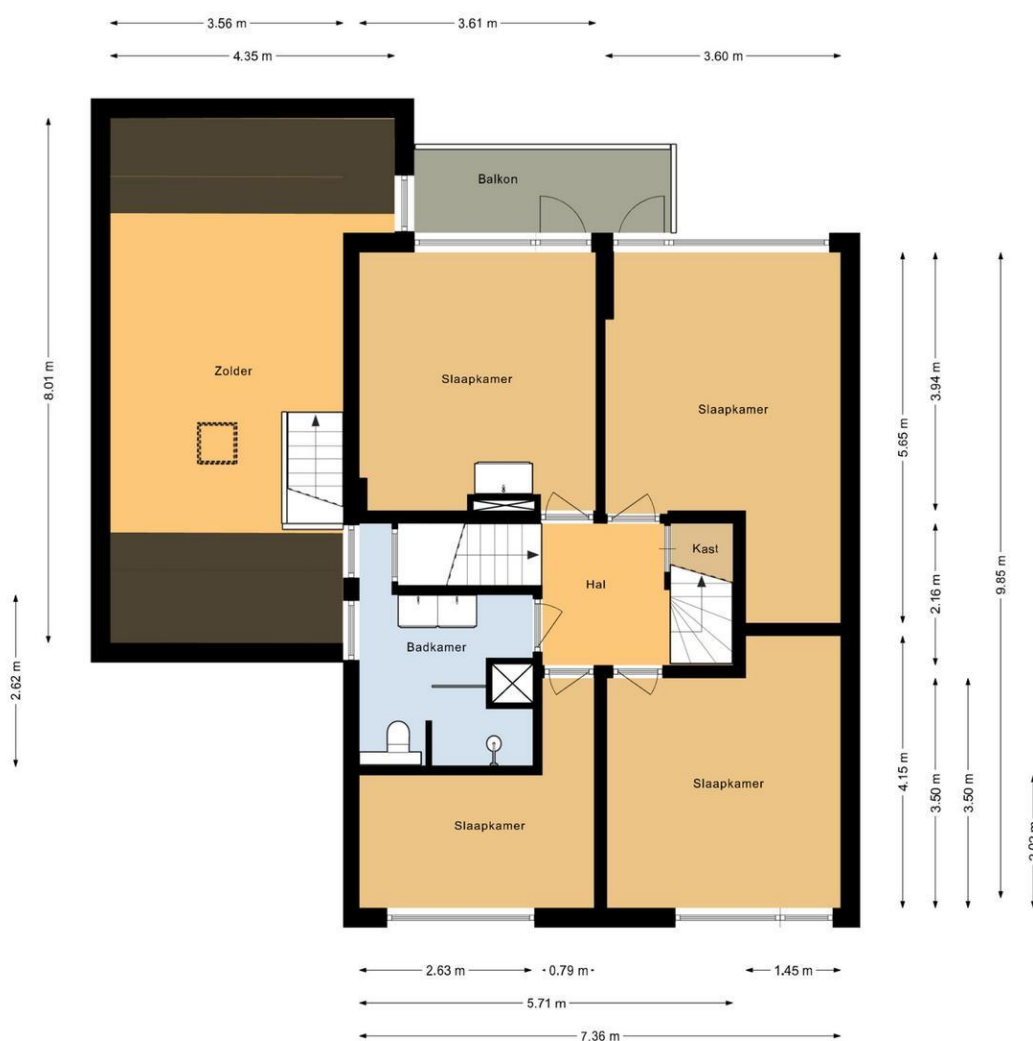 3.56 m
3.61 m
4.35 m
3.60 m
Balkon
Zolder
Slaapkamer
Slaapkamer
8.01 m
5.65 m
3.94 m
9.85 m
Kast
Hal
2.16 m
Badkamer
2.62 m
Slaapkamer
Slaapkamer
4.15 m
3.50 m
3.50 m
2.63 m
0.79 m
1.45 m
5.71 m
7.36 m